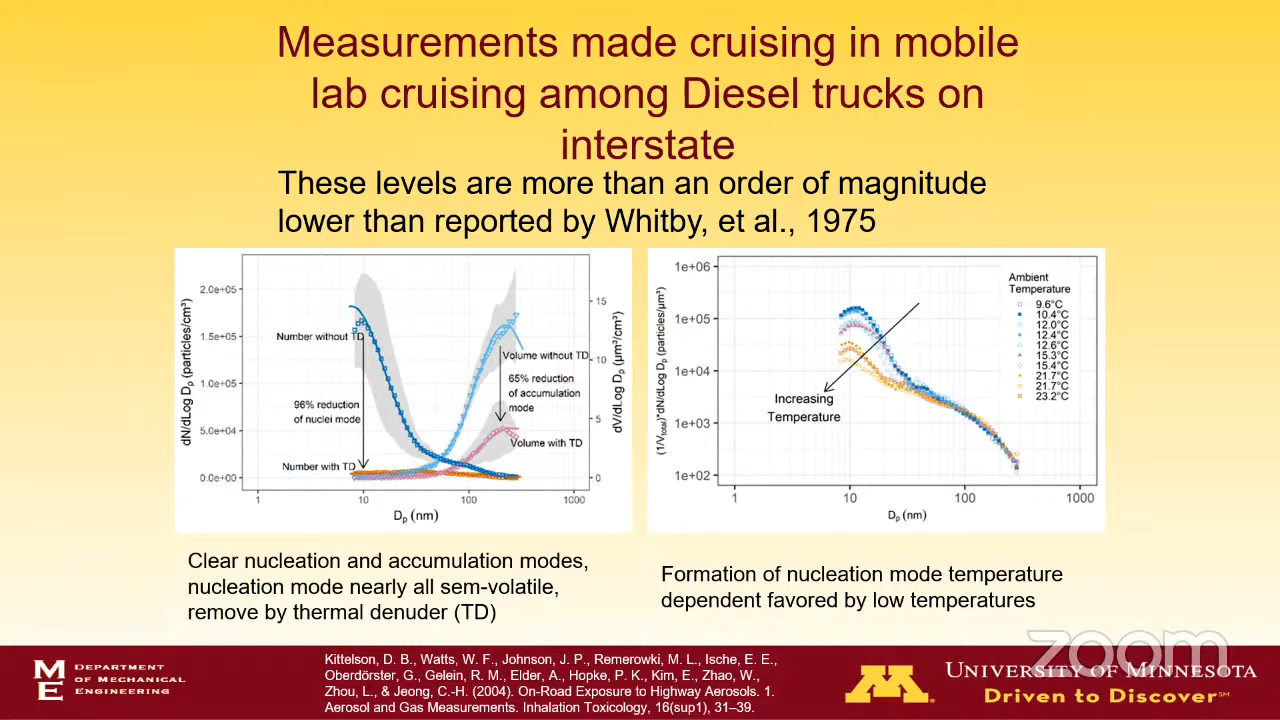 Measurements made cruising in mobile
lab cruising among Diesel trucks on
interstate
These levels are more than an order of magnitude
lower than reported by Whitby, et al., 1975
dN/dLog Dp (particles/cm³)
2.0e+05
1.5e+05
1.0e+05
5.0e+04
0.0e+00
Number without TD
96% reduction
of nuclei mode
Number with TD
Volume without TD
65% reduction
of accumulation
mode
Volume with TD
15
10
5
0
dV/dLog Dp (µm³/cm³)
1
10
100
1000
Dp (nm)
(1/Vtotal)*dN/dLog Dp (particles/µm³)
1e+06
1e+05
1e+04
1e+03
1e+02
Increasing
Temperature
Ambient
Temperature
9.6°C
10.4°C
12.0°C
12.4°C
12.6°C
15.3°C
15.4°C
21.7°C
21.7°C
23.2°C
1
10
100
1000
Dp (nm)
Clear nucleation and accumulation modes,
nucleation mode nearly all sem-volatile,
remove by thermal denuder (TD)
Formation of nucleation mode temperature
dependent favored by low temperatures
zoom
M
E
DEPARTMENT
OF MECHANICAL
ENGINEERING
Kittelson, D. B., Watts, W. F., Johnson, J. P., Remerowki, M. L., Ische, E. E.,
Oberdörster, G., Gelein, R. M., Elder, A., Hopke, P. K., Kim, E., Zhao, W.,
Zhou, L., & Jeong, C.-H. (2004). On-Road Exposure to Highway Aerosols. 1.
Aerosol and Gas Measurements. Inhalation Toxicology, 16(sup1), 31–39.
M
UNIVERSITY OF MINNESOTA
Driven to Discover℠